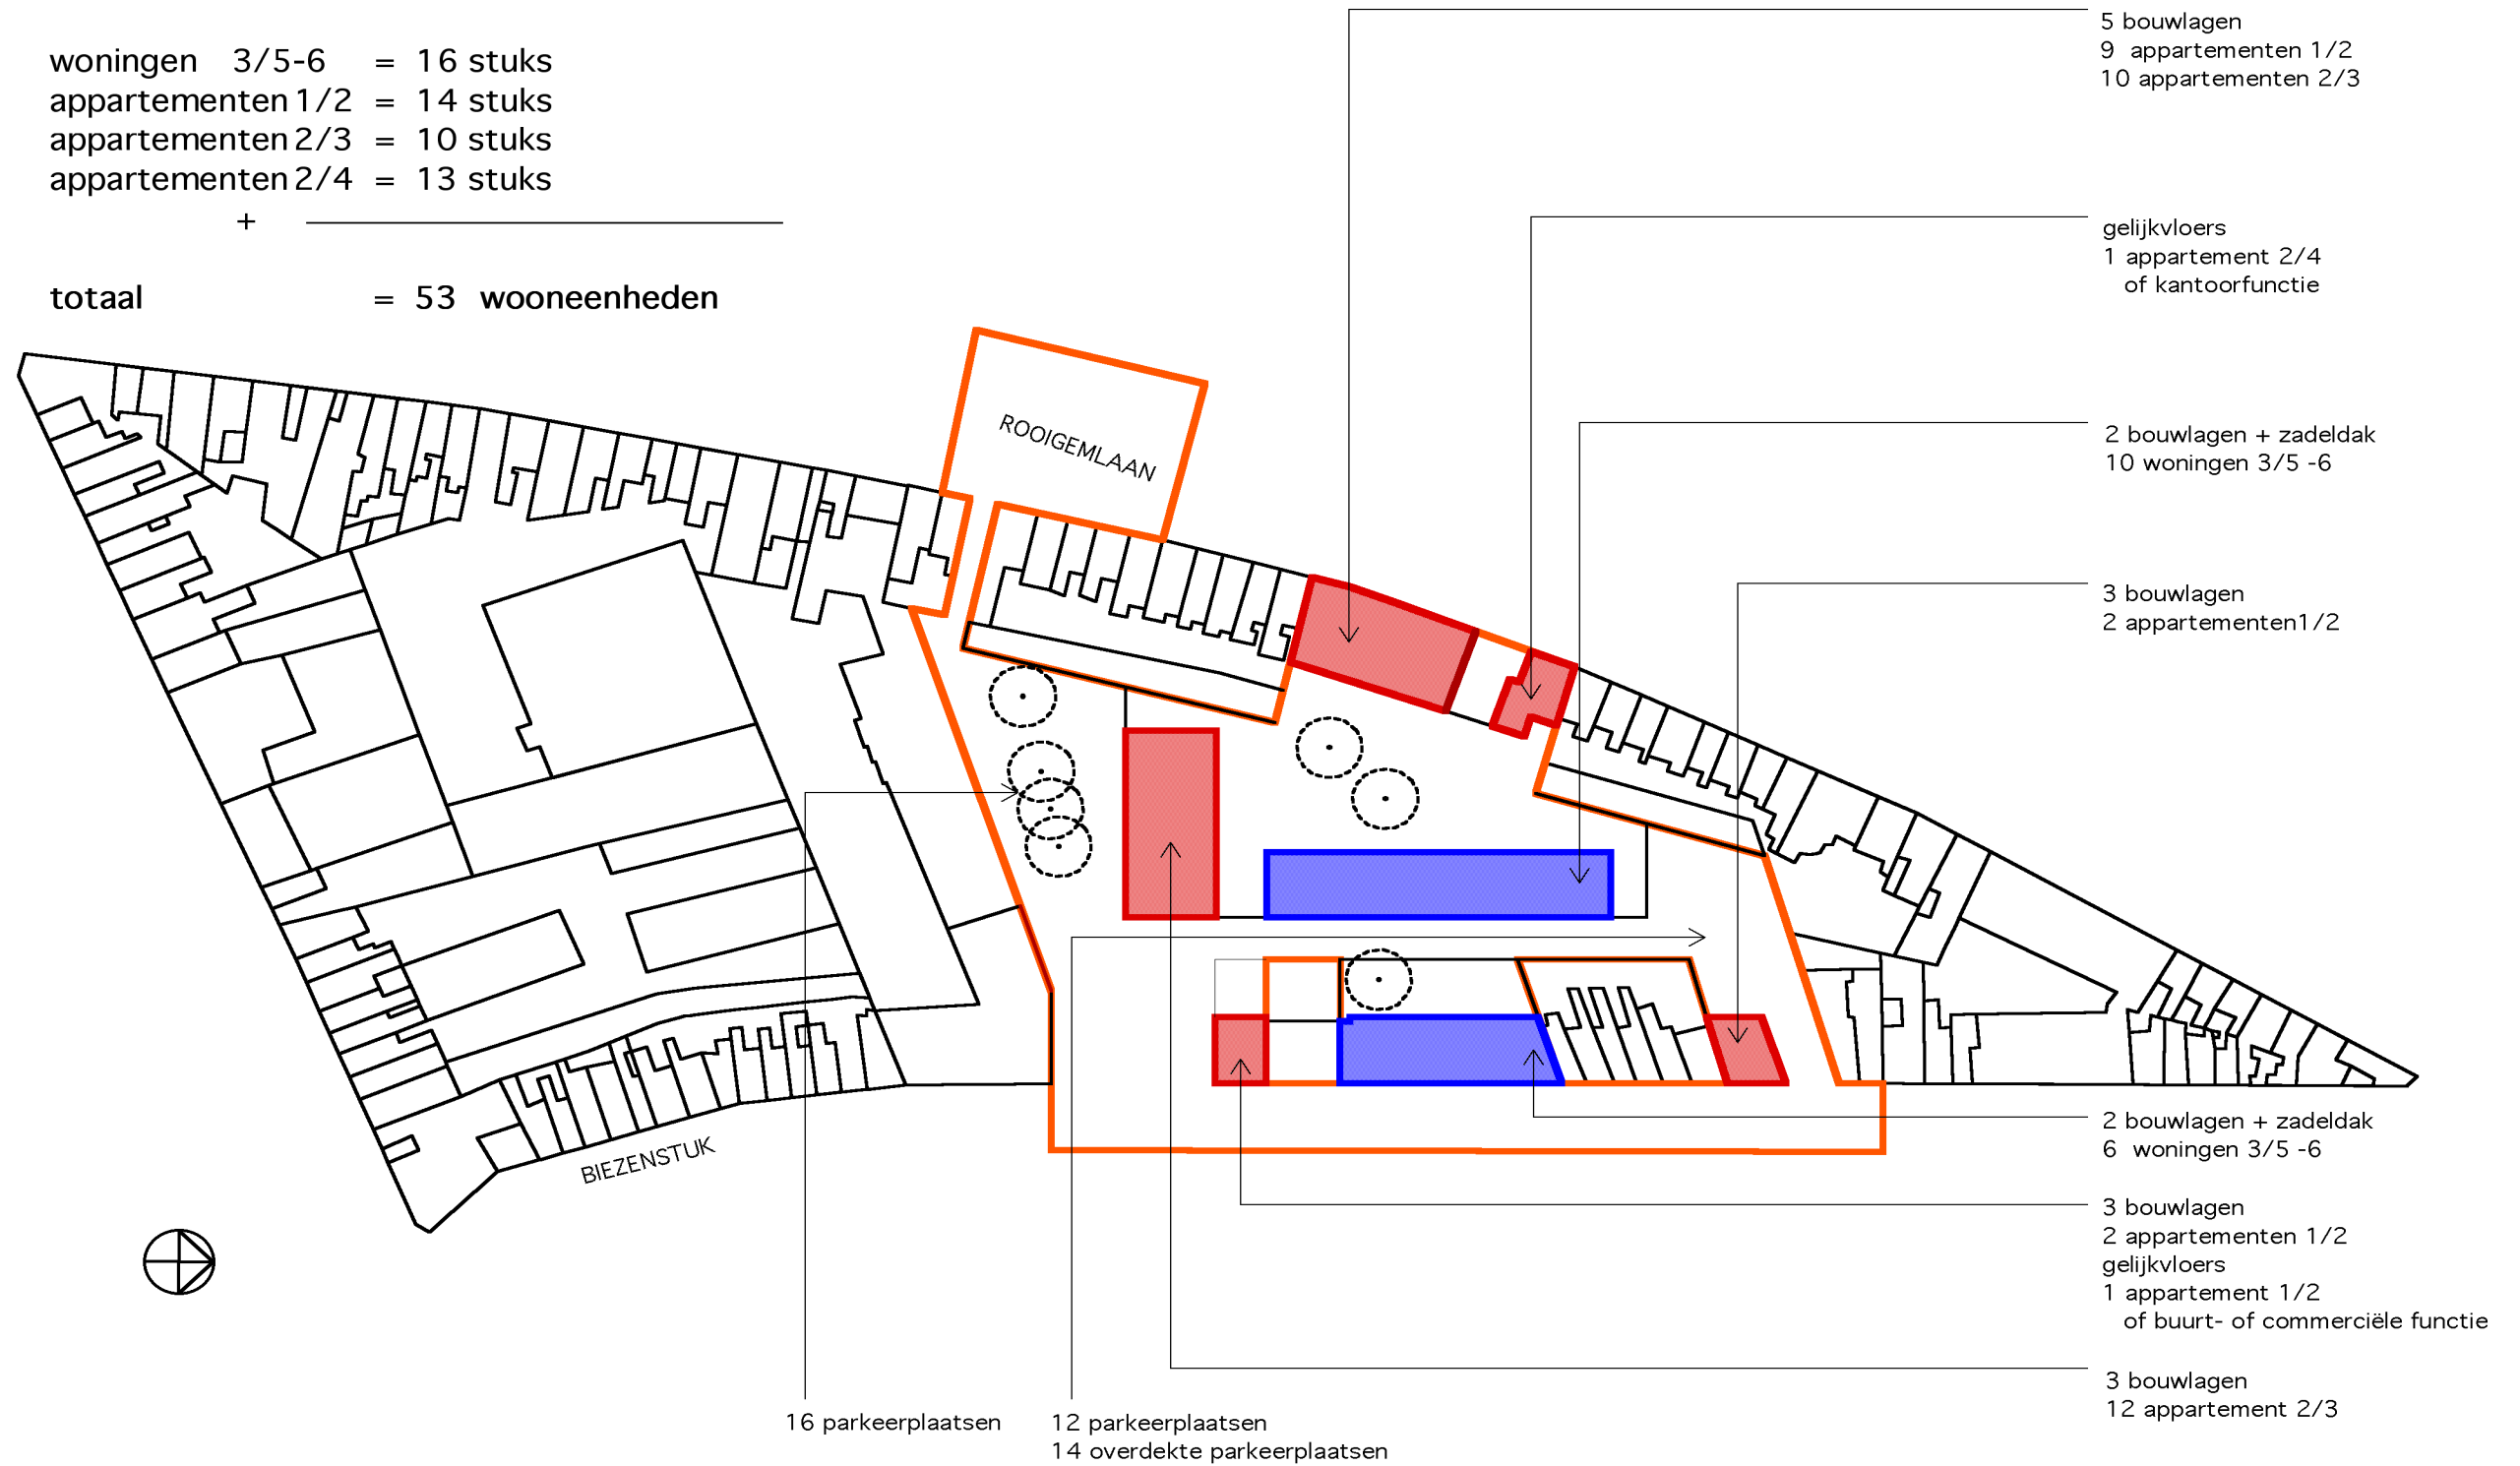 woningen 3/5-6 = 16 stuks
appartementen 1/2 = 14 stuks
appartementen 2/3 = 10 stuks
appartementen 2/4 = 13 stuks
+
totaal = 53 wooneenheden
5 bouwlagen
9 appartementen 1/2
10 appartementen 2/3
gelijkvloers
1 appartement 2/4
of kantoorfunctie
2 bouwlagen + zadeldak
10 woningen 3/5 -6
3 bouwlagen
2 appartementen1/2
ROOIGEMLAAN
BIEZENSTUK
2 bouwlagen + zadeldak
6 woningen 3/5 -6
3 bouwlagen
2 appartementen 1/2
gelijkvloers
1 appartement 1/2
of buurt- of commerciële functie
3 bouwlagen
12 appartement 2/3
16 parkeerplaatsen
12 parkeerplaatsen
14 overdekte parkeerplaatsen